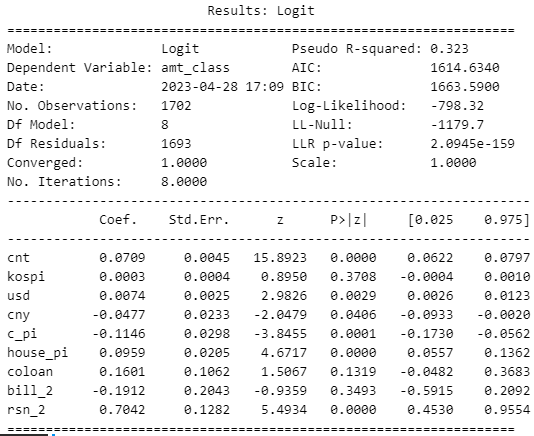 Results: Logit
=================================================================
Model: Logit Pseudo R-squared: 0.323
Dependent Variable: amt_class AIC: 1614.6340
Date: 2023-04-28 17:09 BIC: 1663.5900
No. Observations: 1702 Log-Likelihood: -798.32
Df Model: 8 LL-Null: -1179.7
Df Residuals: 1693 LLR p-value: 2.0945e-159
Converged: 1.0000 Scale: 1.0000
No. Iterations: 8.0000
-------------------------------------------------------------------
Coef. Std.Err. z P>|z| [0.025 0.975]
-------------------------------------------------------------------
cnt 0.0709 0.0045 15.8923 0.0000 0.0622 0.0797
kospi 0.0003 0.0004 0.8950 0.3708 -0.0004 0.0010
usd 0.0074 0.0025 2.9826 0.0029 0.0026 0.0123
cny -0.0477 0.0233 -2.0479 0.0406 -0.0933 -0.0020
c_pi -0.1146 0.0298 -3.8455 0.0001 -0.1730 -0.0562
house_pi 0.0959 0.0205 4.6717 0.0000 0.0557 0.1362
coloan 0.1601 0.1062 1.5067 0.1319 -0.0482 0.3683
bill_2 -0.1912 0.2043 -0.9359 0.3493 -0.5915 0.2092
rsn_2 0.7042 0.1282 5.4934 0.0000 0.4530 0.9554
=================================================================